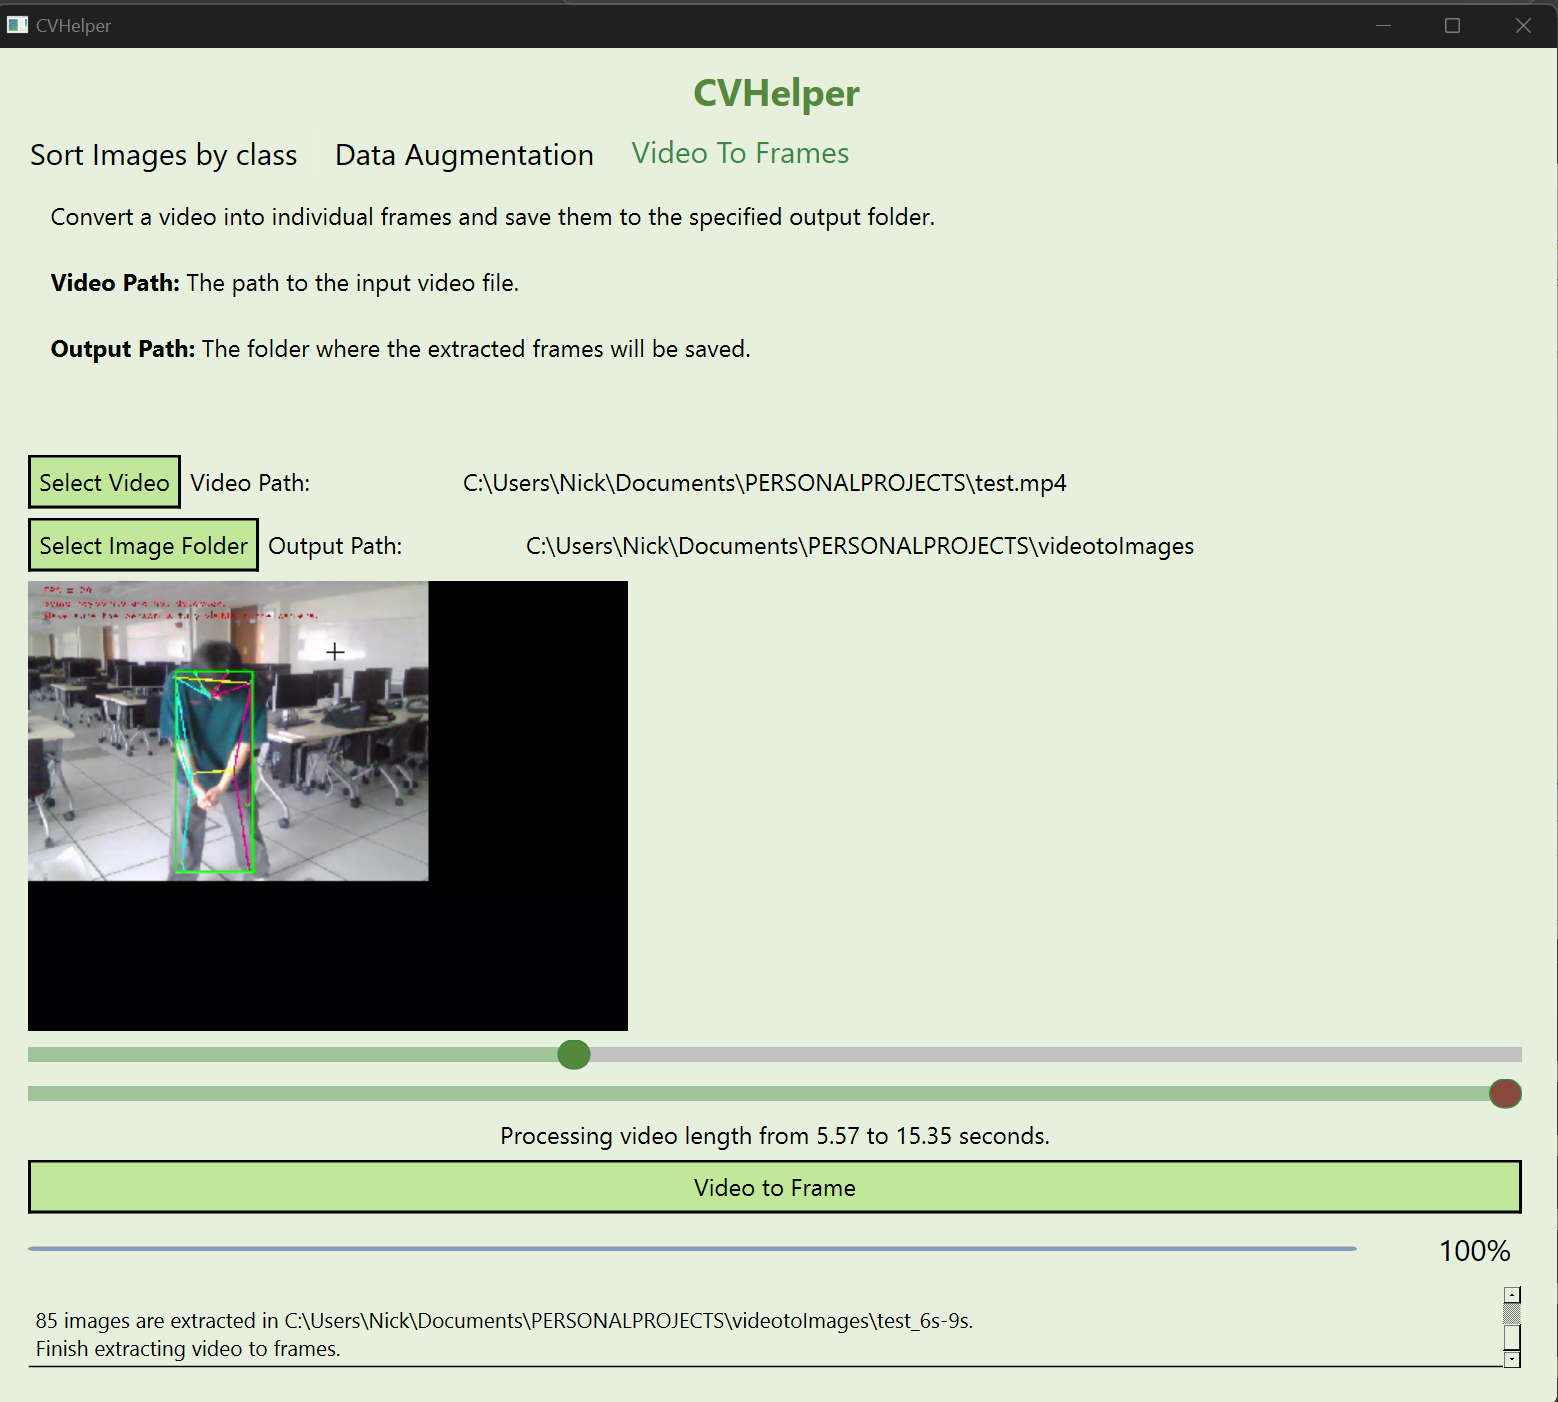 CVHelper
CVHelper
Sort Images by class Data Augmentation Video To Frames
Convert a video into individual frames and save them to the specified output folder.
Video Path: The path to the input video file.
Output Path: The folder where the extracted frames will be saved.
Select Video Video Path: C:\Users\Nick\Documents\PERSONALPROJECTS\test.mp4
Select Image Folder Output Path: C:\Users\Nick\Documents\PERSONALPROJECTS\videotoImages
Processing video length from 5.57 to 15.35 seconds.
Video to Frame
100%
85 images are extracted in C:\Users\Nick\Documents\PERSONALPROJECTS\videotoImages\test_6s-9s.
Finish extracting video to frames.